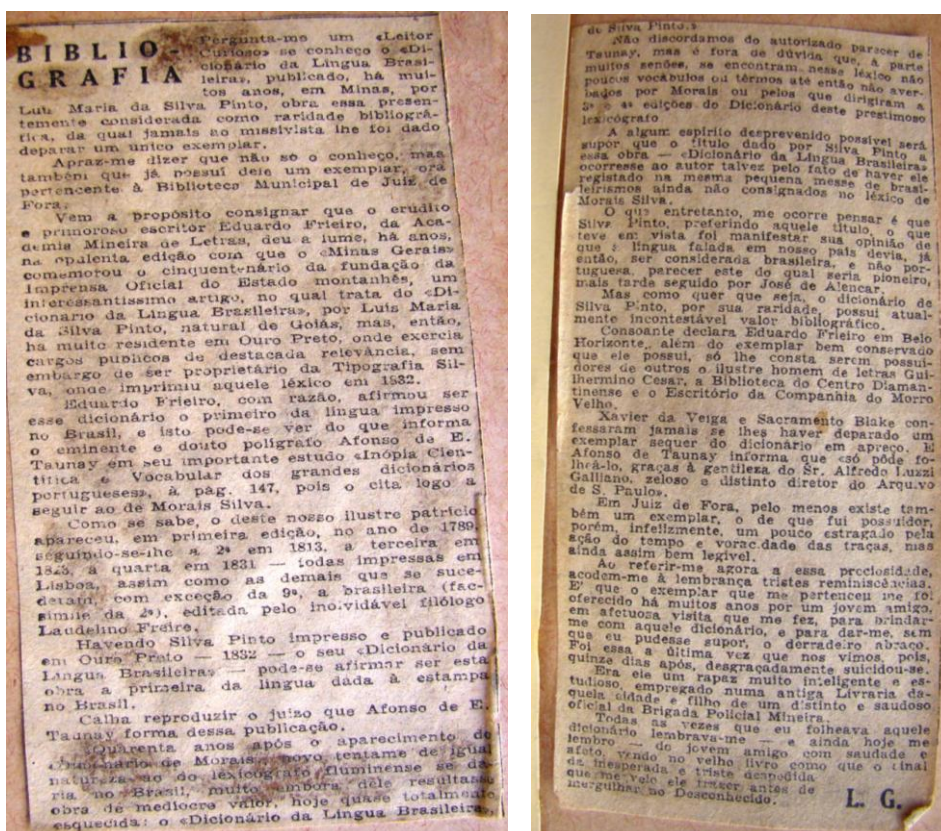 BIBLIO-
GRAFIA
Pergunta-me um «Leitor
Curioso» se conheço o «Di-
cionário da Língua Brasi-
leira», publicado, há mui-
tos anos, em Minas, por
Luis Maria da Silva Pinto, obra essa presen-
temente considerada como raridade bibliográ-
fica, da qual jamais ao missivista lhe foi dado
deparar um único exemplar.
Apraz-me dizer que não só o conheço, mas
também que já possuí dele um exemplar, ora
pertencente à Biblioteca Municipal de Juiz de
Fora.
Vem a propósito consignar que o erudito
e primoroso escritor Eduardo Frieiro, da Aca-
demia Mineira de Letras, deu a lume, há anos,
na opulenta edição com que o «Minas Gerais»
comemorou o cinquentenário da fundação da
Imprensa Oficial do Estado montanhês, um
interessantissimo artigo, no qual trata do «Di-
cionário da Língua Brasileira», por Luis Maria
da Silva Pinto, natural de Goiás, mas, então,
há muito residente em Ouro Preto, onde exercia
cargos públicos de destacada relevância, sem
embargo de ser proprietário da Tipografia Sil-
va, onde imprimiu aquele léxico em 1832.
Eduardo Frieiro, com razão, afirmou ser
esse dicionário o primeiro da língua impresso
no Brasil, e isto pode-se ver do que informa
o eminente e douto polígrafo Afonso de E.
Taunay em seu importante estudo «Inópia Cien-
tífica e Vocabular dos grandes dicionários
portugueses», à pág. 147, pois o cita logo a
seguir ao de Morais Silva.
Como se sabe, o deste nosso ilustre patrício
apareceu, em primeira edição, no ano de 1789,
seguindo-se-lhe a 2ª em 1813, a terceira em
1823, a quarta em 1831 — todas impressas em
Lisboa, assim como as demais que se suce-
deram, com exceção da 9ª, a brasileira (fac-
simile da 2ª), editada pelo inolvidável filólogo
Laudelino Freire.
Havendo Silva Pinto impresso e publicado
em Ouro Preto — 1832 — o seu «Dicionário da
Língua Brasileira» — pode-se afirmar ser esta
obra a primeira da língua dada à estampa
no Brasil.
Calha reproduzir o juízo que Afonso de E.
Taunay forma dessa publicação.
«Quarenta anos após o aparecimento do
dicionário de Morais, novo tentame de igual
natureza ao do léxicógrafo fluminense se da-
ria no Brasil, muito embora dele resultasse
obra de mediocre valor, hoje quase totalmente
esquecida: o «Dicionário da Língua Brasileira»
de Silva Pinto.»
Não discordamos do autorizado parecer de
Taunay, mas é fora de dúvida que, à parte
muitos senões, se encontram nesse léxico não
poucos vocábulos ou têrmos até então não aver-
bados por Morais ou pelos que dirigiram a
3ª e 4ª edições do Dicionário deste prestimoso
lexicógrafo
A algum espírito desprevenido possivel será
supor que o título dado por Silva Pinto a
essa obra — «Dicionário da Língua Brasileira»
ocorresse ao autor talvez pelo fato de haver ele
registado na mesma pequena messe de brasi-
leirismos ainda não consignados no léxico de
Morais Silva.
O que entretanto, me ocorre pensar é que
Silva Pinto, preferindo aquele título, o que
teve em vista foi manifestar sua opinião de
que a língua falada em nosso país devia, já
então, ser considerada brasileira, e não por-
tuguesa, parecer este do qual seria pioneiro,
mais tarde seguido por José de Alencar.
Mas como quer que seja, o dicionário de
Silva Pinto, por sua raridade, possui atual-
mente incontestável valor bibliográfico.
Consoante declara Eduardo Frieiro em Belo
Horizonte, além do exemplar bem conservado
que ele possui, só lhe consta serem possui-
dores de outros o ilustre homem de letras Gui-
lhermino Cesar, a Biblioteca do Centro Diaman-
tinense e o Escritório da Companhia do Morro
Velho.
Xavier da Veiga e Sacramento Blake con-
fessaram jamais se lhes haver deparado um
exemplar sequer do dicionário em apreço. E
Afonso de Taunay informa que «só pôde fo-
lheá-lo, graças à gentileza do Sr. Alfredo Luzzi
Galliano, zeloso e distinto diretor do Arquivo
de S. Paulo».
Em Juiz de Fora, pelo menos existe tam-
bém um exemplar, o de que fui possuidor,
porém, infelizmente, um pouco estragado pela
ação do tempo e voracidade das traças, mas
ainda assim bem legivel.
Ao referir-me agora a essa preciosidade,
acodem-me à lembrança tristes reminiscências.
E' que o exemplar que me pertenceu me foi
oferecido há muitos anos por um jovem amigo,
em afetuosa visita que me fez, para brindar-
me com aquele dicionário, e para dar-me, sem
que eu pudesse supor, o derradeiro abraço.
Foi essa a última vez que nos vimos, pois,
quinze dias após, desgraçadamente suicidou-se.
Era ele um rapaz muito inteligente e es-
tudioso, empregado numa antiga Livraria da-
quela cidade e filho de um distinto e saudoso
oficial da Brigada Policial Mineira.
Todas as vezes que eu folheava aquele
dicionário lembrava-me — e ainda hoje me
lembro — do jovem amigo com saudade e
afeto, vendo no velho livro como que o sinal
da inesperada e triste despedida
que me veio ele trazer antes de
mergulhar no Desconhecido.
L. G.